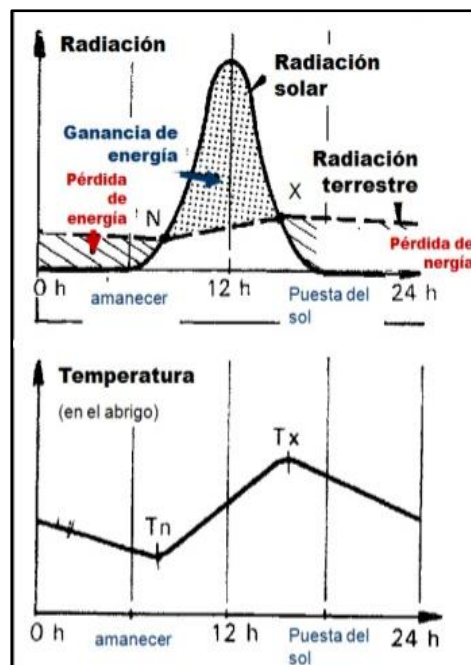 Radiación
Radiación
solar
Ganancia de
energía
Radiación
terrestre
Pérdida
de
energía
N
X
Pérdida de
nergía
0 h
amanecer
12 h
Puesta del
sol
24 h
Temperatura
(en el abrigo)
Tx
Tn
0 h
amanecer
12 h
Puesta del
sol
24 h